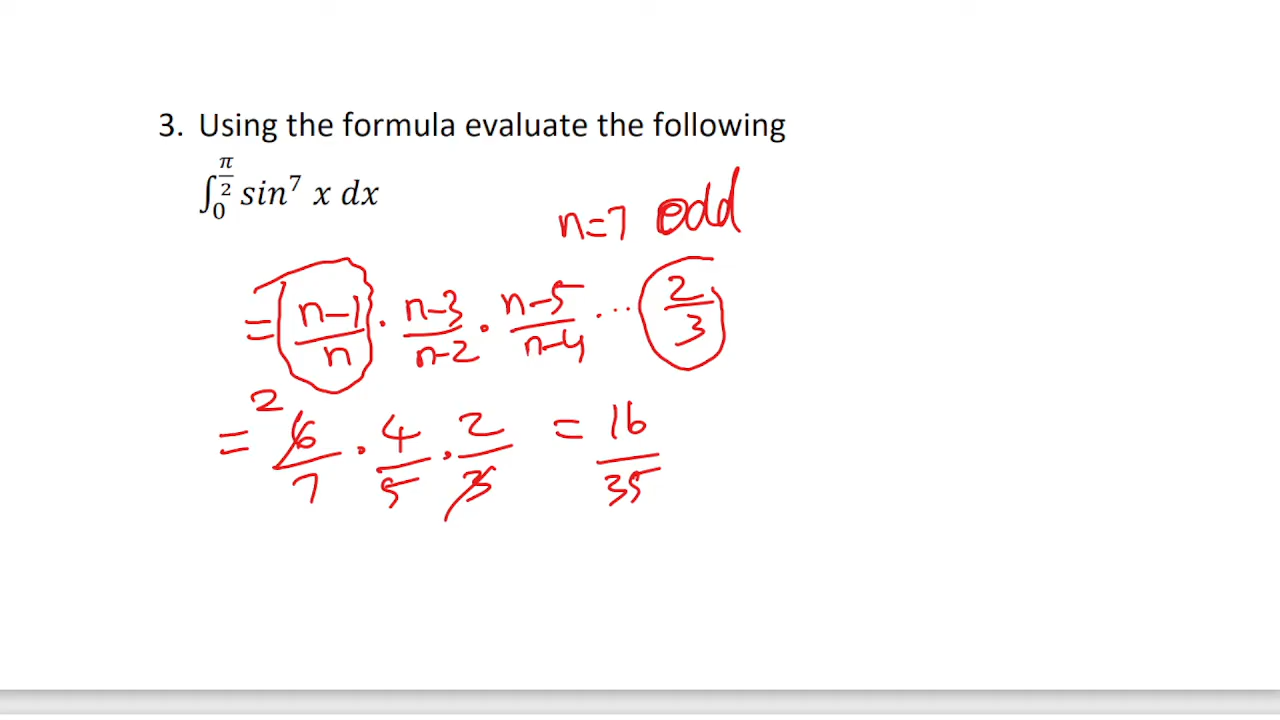 3. Using the formula evaluate the following
∫₀^(π/2) sin⁷ x dx
n=7 odd
= (n-1)/n · (n-3)/(n-2) · (n-5)/(n-4) ... 2/3
= 2 6/7 · 4/5 · 2/3 = 16/35